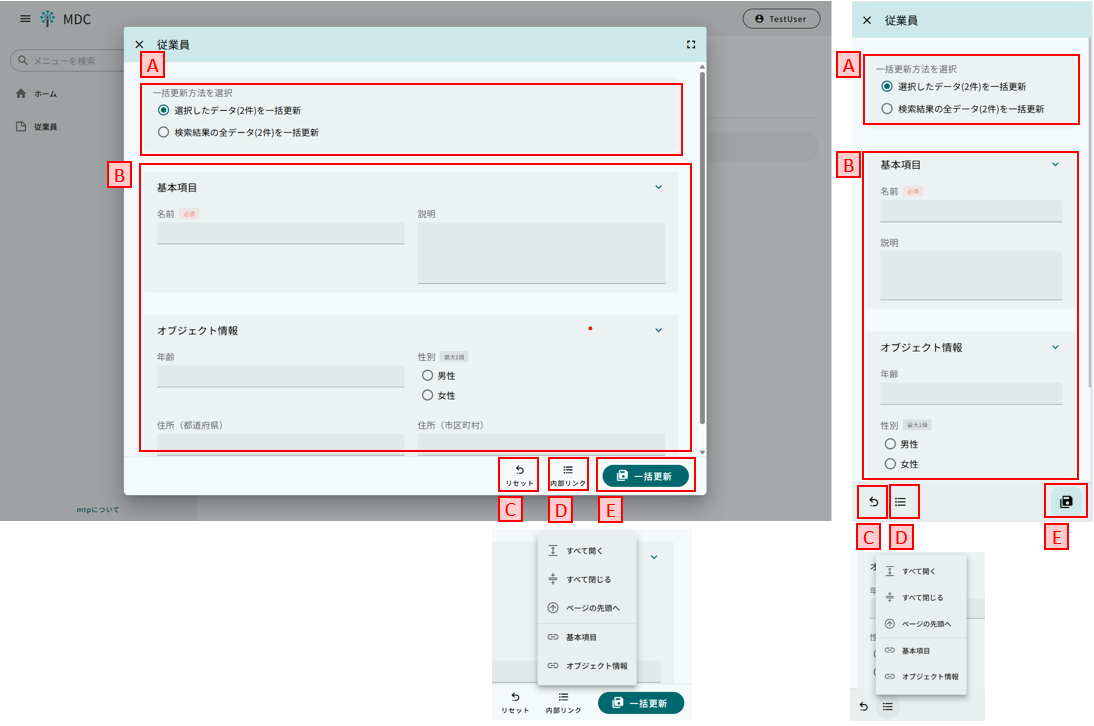 MDC
TestUser
メニューを検索
ホーム
従業員
mtpについて
従業員
A
一括更新方法を選択
選択したデータ(2件)を一括更新
検索結果の全データ(2件)を一括更新
B
基本項目
名前 必須
説明
オブジェクト情報
年齢
性別 最大1個
男性
女性
住所（都道府県）
住所（市区町村）
リセット
内部リンク
一括更新
C
D
E
すべて開く
すべて閉じる
ページの先頭へ
基本項目
オブジェクト情報
リセット
内部リンク
一括更新
従業員
A
一括更新方法を選択
選択したデータ(2件)を一括更新
検索結果の全データ(2件)を一括更新
B
基本項目
名前 必須
説明
オブジェクト情報
年齢
性別 最大1個
男性
女性
C
D
E
すべて開く
すべて閉じる
ページの先頭へ
基本項目
オブジェクト情報